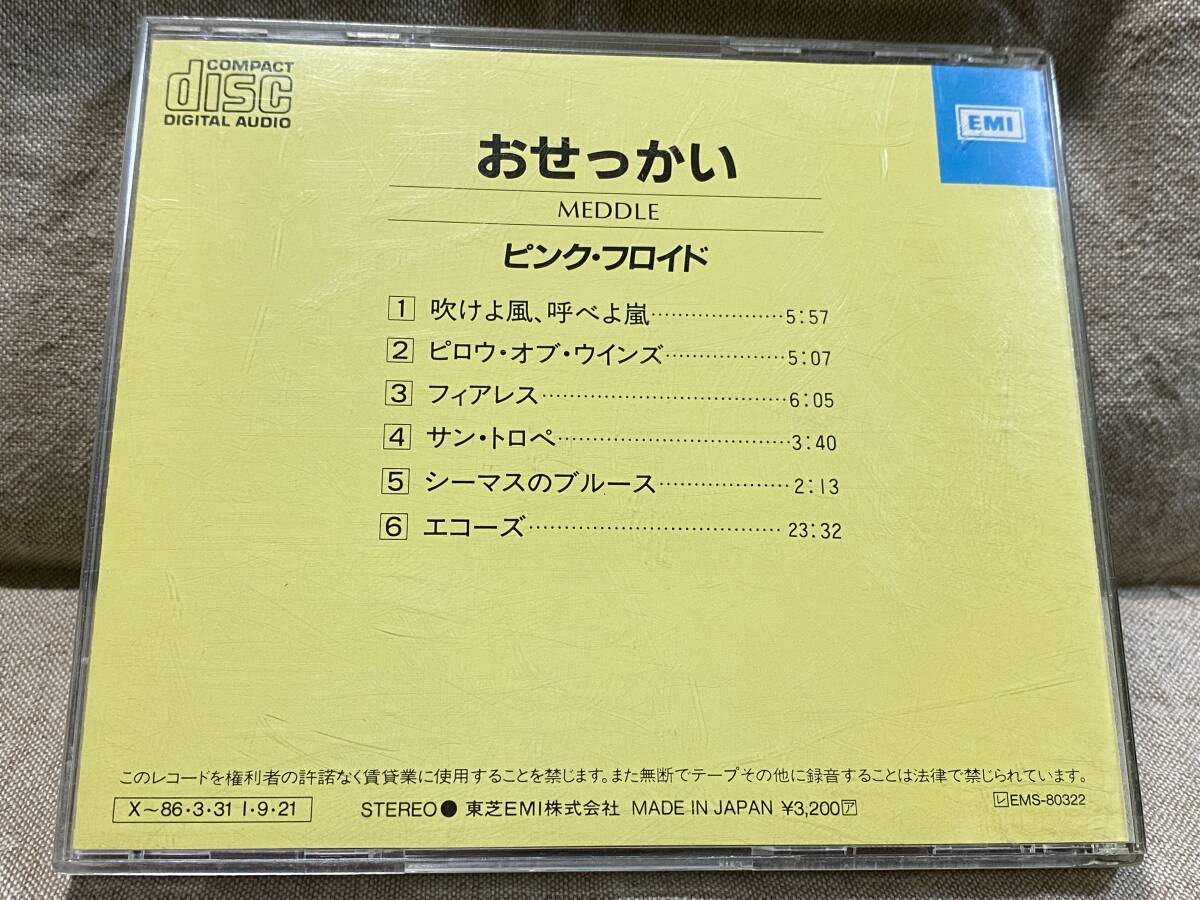 COMPACT
disc
DIGITAL AUDIO
EMI
おせっかい
MEDDLE
ピンク・フロイド
1 吹けよ風、呼べよ嵐…………………5:57
2 ピロウ・オブ・ウインズ………………5:07
3 フィアレス………………………………6:05
4 サン・トロペ……………………………3:40
5 シーマスのブルース…………………2:13
6 エコーズ………………………………23:32
このレコードを権利者の許諾なく賃貸業に使用することを禁じます。また無断でテープその他に録音することは法律で禁じられています。
X〜86・3・31 I・9・21
STEREO● 東芝EMI株式会社 MADE IN JAPAN ¥3,200ア
レEMS-80322